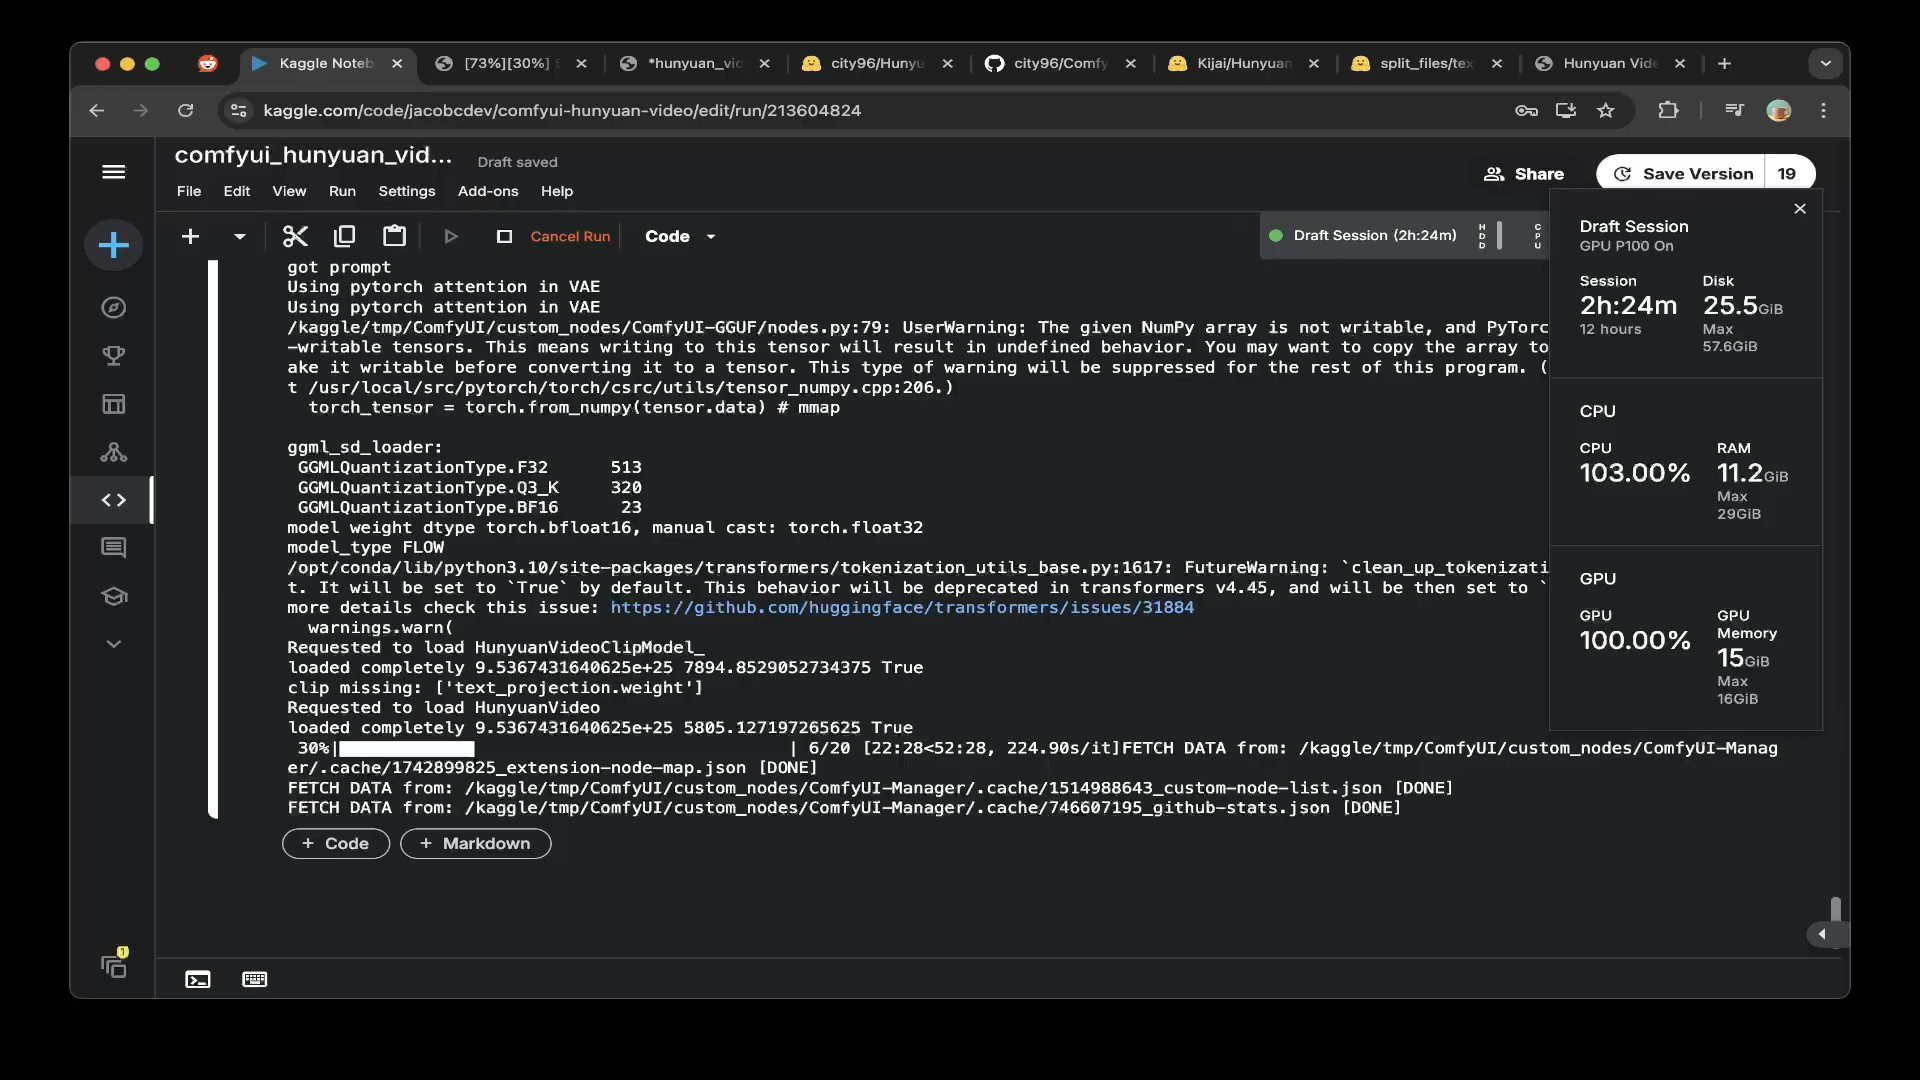 Kaggle Noteb
[73%][30%]
*hunyuan_vid
city96/Hunyu
city96/Comfy
Kijai/Hunyuan
split_files/tex
Hunyuan Vide
kaggle.com/code/jacobcdev/comfyui-hunyuan-video/edit/run/213604824
comfyui_hunyuan_vid...
Draft saved
File Edit View Run Settings Add-ons Help
Share
Save Version 19
Cancel Run
Code
Draft Session (2h:24m)
HDD
CPU
got prompt
Using pytorch attention in VAE
Using pytorch attention in VAE
/kaggle/tmp/ComfyUI/custom_nodes/ComfyUI-GGUF/nodes.py:79: UserWarning: The given NumPy array is not writable, and PyTorc
-writable tensors. This means writing to this tensor will result in undefined behavior. You may want to copy the array to
ake it writable before converting it to a tensor. This type of warning will be suppressed for the rest of this program. (
t /usr/local/src/pytorch/torch/csrc/utils/tensor_numpy.cpp:206.)
torch_tensor = torch.from_numpy(tensor.data) # mmap
ggml_sd_loader:
GGMLQuantizationType.F32 513
GGMLQuantizationType.Q3_K 320
GGMLQuantizationType.BF16 23
model weight dtype torch.bfloat16, manual cast: torch.float32
model_type FLOW
/opt/conda/lib/python3.10/site-packages/transformers/tokenization_utils_base.py:1617: FutureWarning: `clean_up_tokenizati
t. It will be set to `True` by default. This behavior will be deprecated in transformers v4.45, and will be then set to `
more details check this issue: https://github.com/huggingface/transformers/issues/31884
warnings.warn(
Requested to load HunyuanVideoClipModel_
loaded completely 9.5367431640625e+25 7894.8529052734375 True
clip missing: ['text_projection.weight']
Requested to load HunyuanVideo
loaded completely 9.5367431640625e+25 5805.127197265625 True
30%| | 6/20 [22:28<52:28, 224.90s/it]FETCH DATA from: /kaggle/tmp/ComfyUI/custom_nodes/ComfyUI-Manag
er/.cache/1742899825_extension-node-map.json [DONE]
FETCH DATA from: /kaggle/tmp/ComfyUI/custom_nodes/ComfyUI-Manager/.cache/1514988643_custom-node-list.json [DONE]
FETCH DATA from: /kaggle/tmp/ComfyUI/custom_nodes/ComfyUI-Manager/.cache/746607195_github-stats.json [DONE]
+ Code
+ Markdown
Draft Session
GPU P100 On
Session
2h:24m
12 hours
Disk
25.5GiB
Max
57.6GiB
CPU
CPU
103.00%
RAM
11.2GiB
Max
29GiB
GPU
GPU
100.00%
GPU
Memory
15GiB
Max
16GiB
1